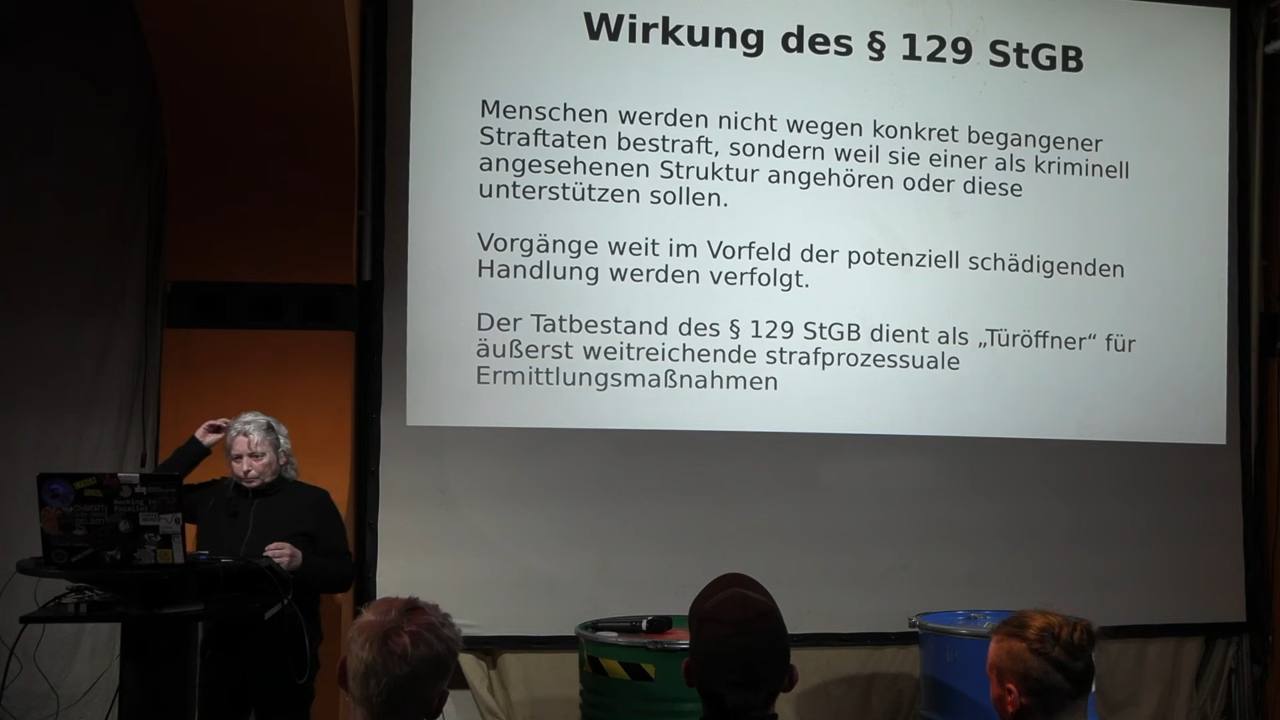 Wirkung des § 129 StGB
Menschen werden nicht wegen konkret begangener
Straftaten bestraft, sondern weil sie einer als kriminell
angesehenen Struktur angehören oder diese
unterstützen sollen.
Vorgänge weit im Vorfeld der potenziell schädigenden
Handlung werden verfolgt.
Der Tatbestand des § 129 StGB dient als „Türöffner“ für
äußerst weitreichende strafprozessuale
Ermittlungsmaßnahmen